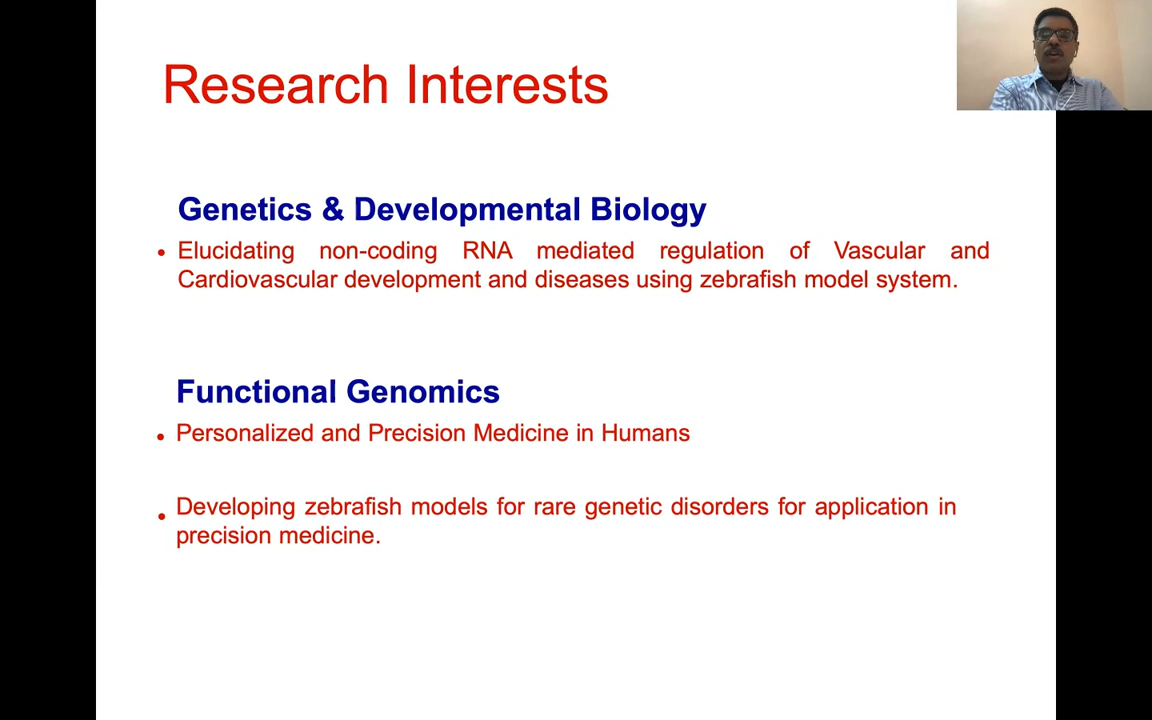 Research Interests
Genetics & Developmental Biology
• Elucidating non-coding RNA mediated regulation of Vascular and
Cardiovascular development and diseases using zebrafish model system.
Functional Genomics
• Personalized and Precision Medicine in Humans
• Developing zebrafish models for rare genetic disorders for application in
precision medicine.